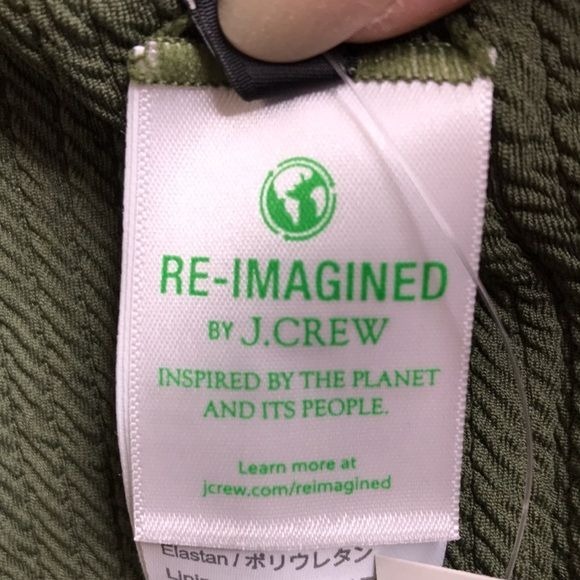 RE-IMAGINED
BY J.CREW
INSPIRED BY THE PLANET
AND ITS PEOPLE.
Learn more at
jcrew.com/reimagined
Elastan / ポリウレタン